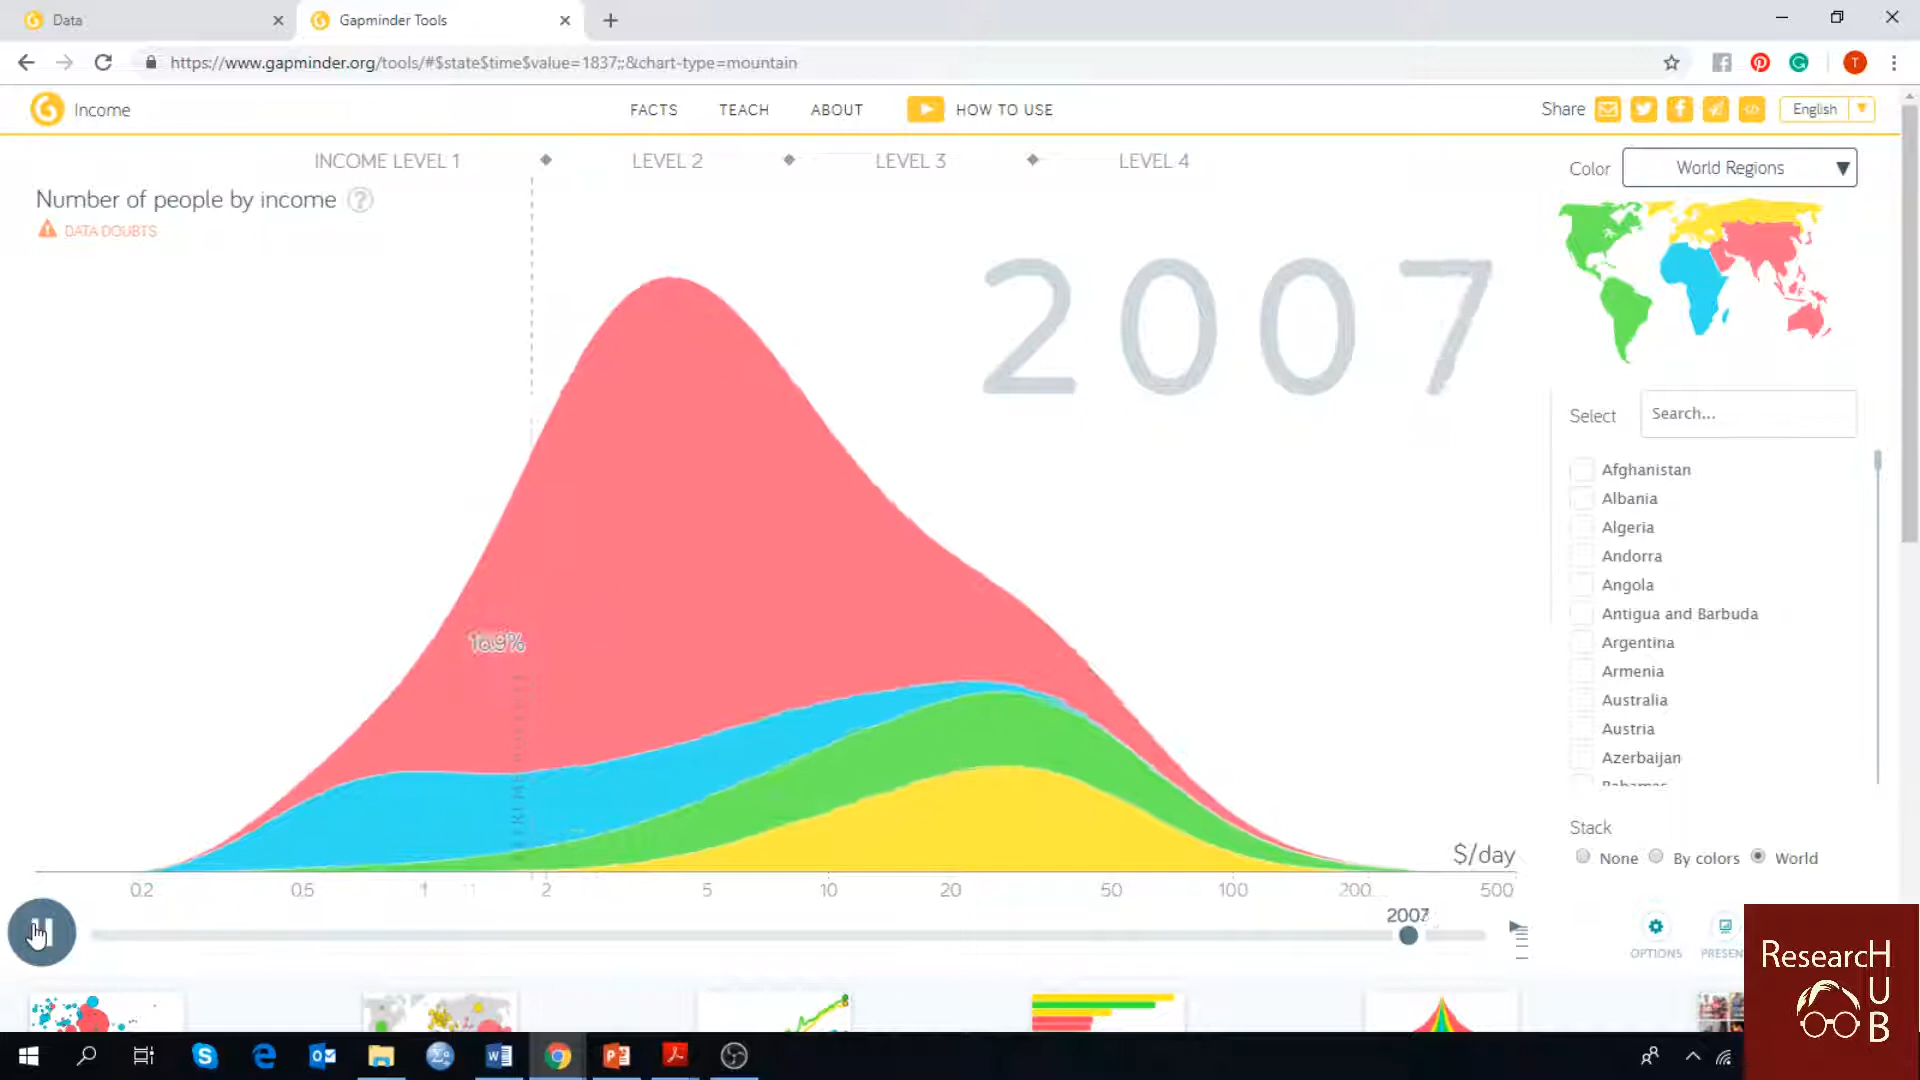 Data
Gapminder Tools
https://www.gapminder.org/tools/#$state$time$value=1837;;&chart-type=mountain
Income
FACTS
TEACH
ABOUT
HOW TO USE
Share
English
INCOME LEVEL 1
LEVEL 2
LEVEL 3
LEVEL 4
Number of people by income ?
DATA DOUBTS
2007
Color
World Regions
Select
Search...
Afghanistan
Albania
Algeria
Andorra
Angola
Antigua and Barbuda
Argentina
Armenia
Australia
Austria
Azerbaijan
Bahamas
Stack
None
By colors
World
$/day
0.2
0.5
1
2
5
10
20
50
100
200
500
2007
OPTIONS
PRESEN
ResearcH
U
B